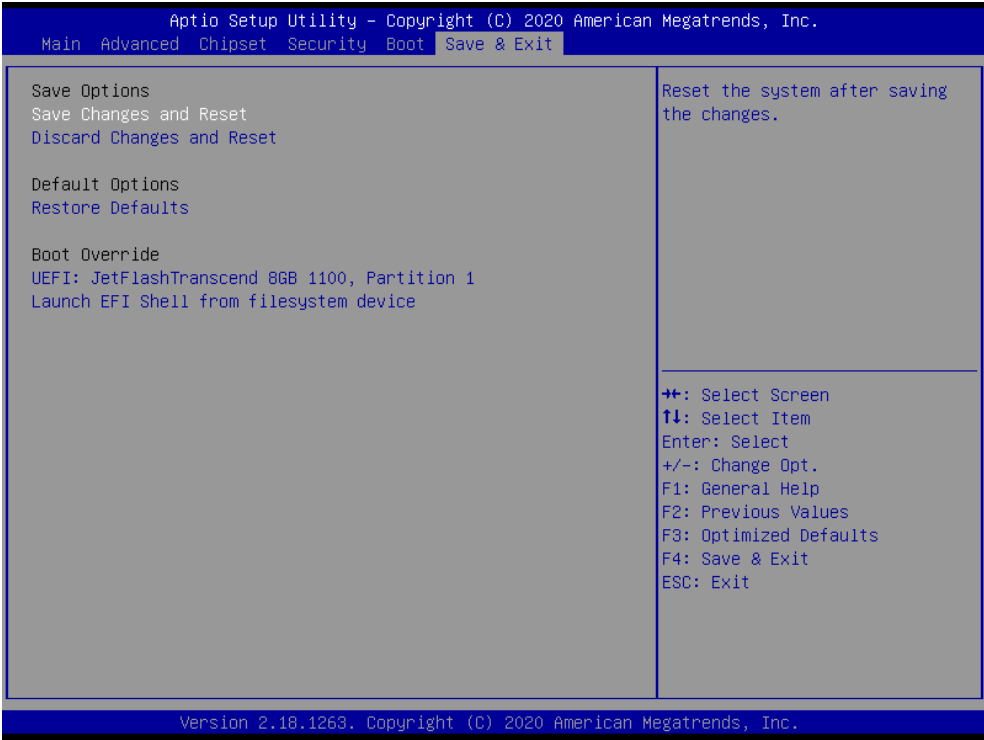 Aptio Setup Utility – Copyright (C) 2020 American Megatrends, Inc.
Main Advanced Chipset Security Boot Save & Exit
Save Options
Save Changes and Reset
Discard Changes and Reset
Default Options
Restore Defaults
Boot Override
UEFI: JetFlashTranscend 8GB 1100, Partition 1
Launch EFI Shell from filesystem device
Reset the system after saving
the changes.
→←: Select Screen
↑↓: Select Item
Enter: Select
+/-: Change Opt.
F1: General Help
F2: Previous Values
F3: Optimized Defaults
F4: Save & Exit
ESC: Exit
Version 2.18.1263. Copyright (C) 2020 American Megatrends, Inc.